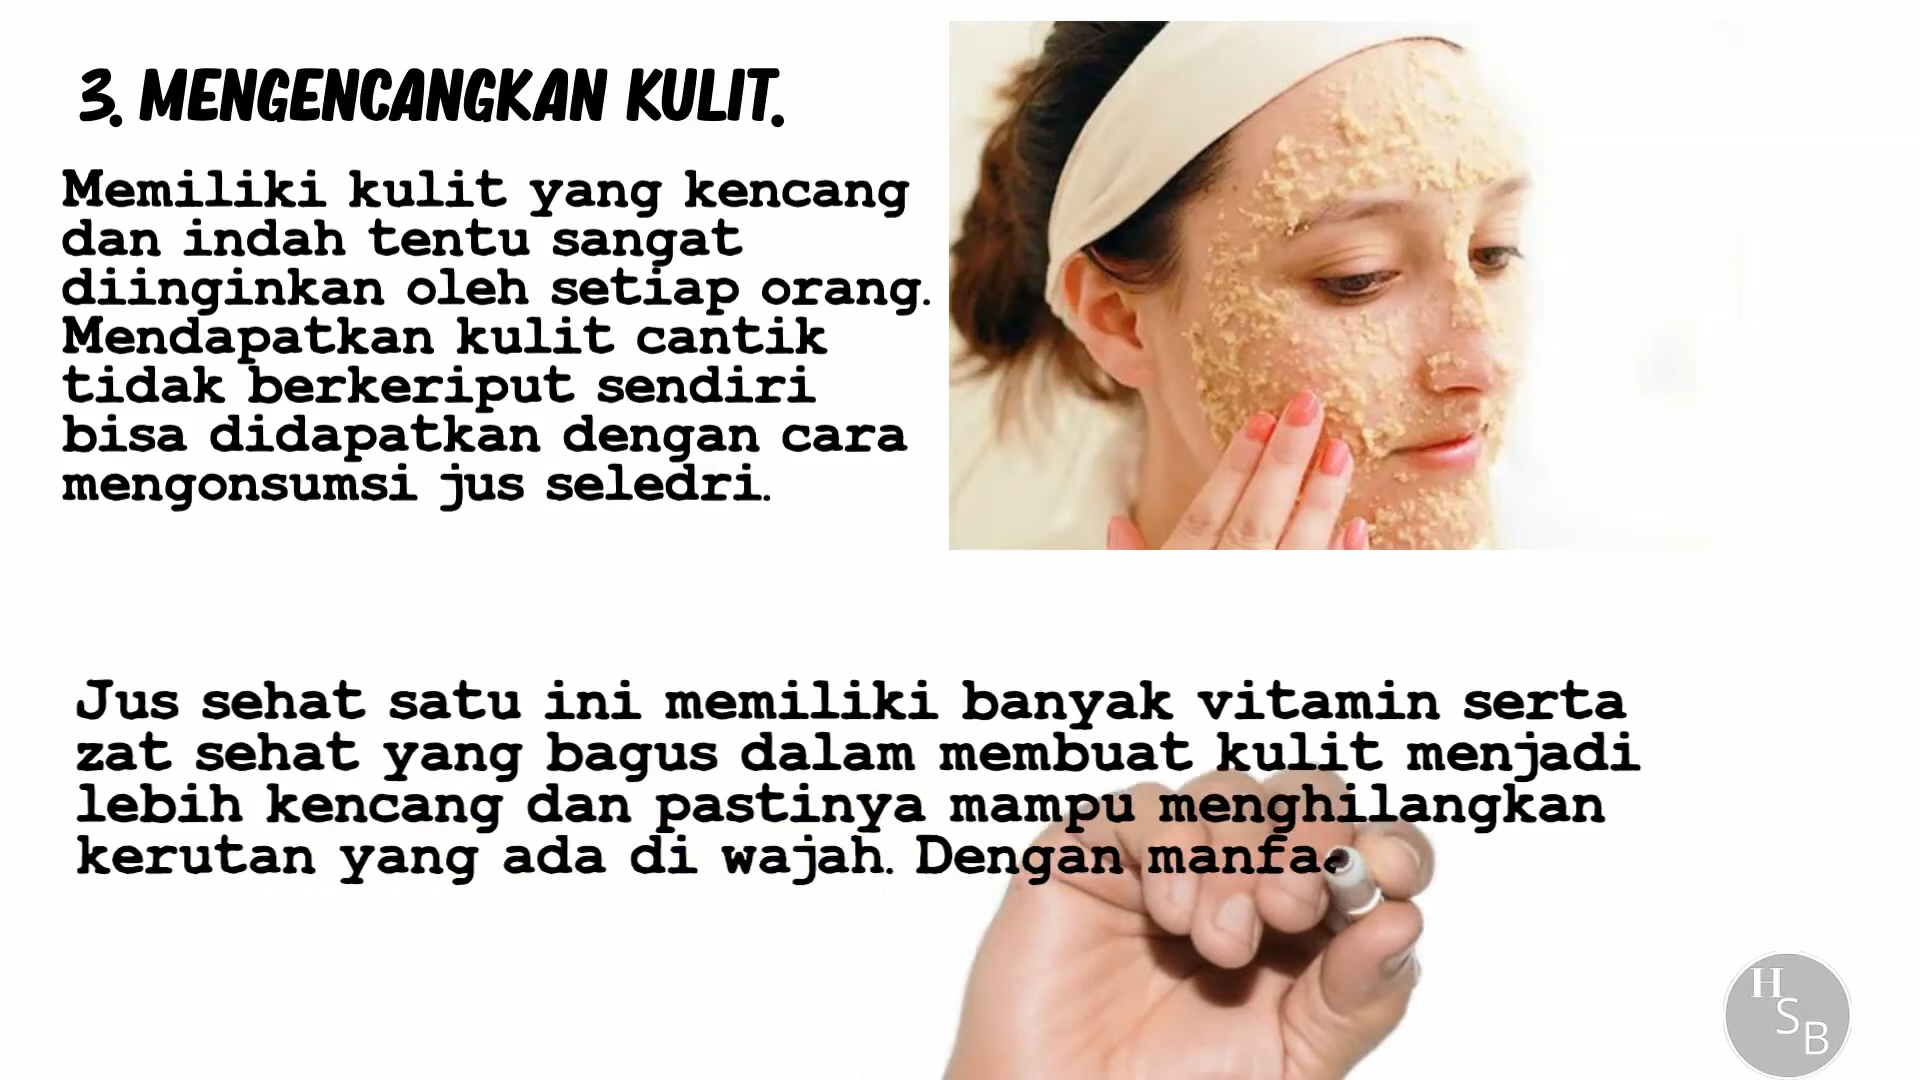 3. MENGENCANGKAN KULIT.
Memiliki kulit yang kencang
dan indah tentu sangat
diinginkan oleh setiap orang.
Mendapatkan kulit cantik
tidak berkeriput sendiri
bisa didapatkan dengan cara
mengonsumsi jus seledri.
Jus sehat satu ini memiliki banyak vitamin serta
zat sehat yang bagus dalam membuat kulit menjadi
lebih kencang dan pastinya mampu menghilangkan
kerutan yang ada di wajah. Dengan manfa
HSB